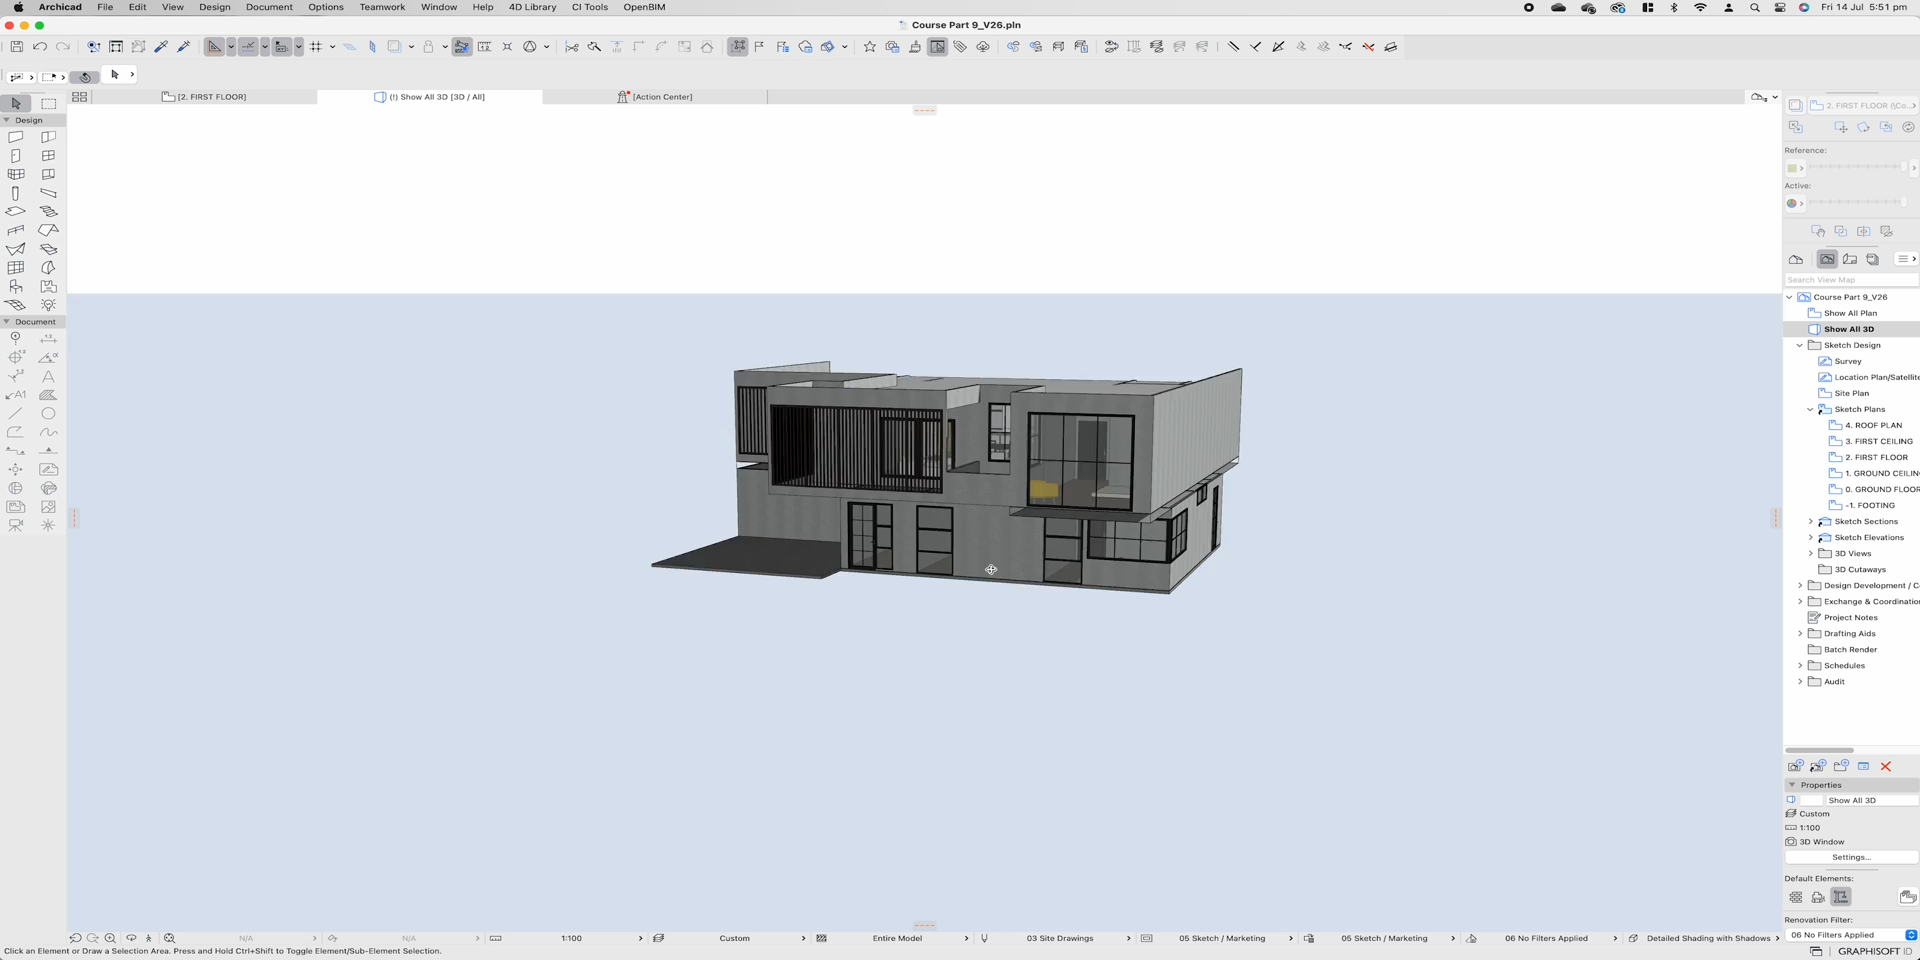 Archicad File Edit View Design Document Options Teamwork Window Help 4D Library CI Tools OpenBIM Fri 14 Jul 5:51 pm
Course Part 9_V26.pln
[2. FIRST FLOOR] (!) Show All 3D [3D / All] [Action Center]
2. FIRST FLOOR (\Co...
Design
Reference:
Active:
Search View Map
Course Part 9_V26
Show All Plan
Show All 3D
Document
Sketch Design
Survey
Location Plan/Satellite
Site Plan
Sketch Plans
4. ROOF PLAN
3. FIRST CEILING
2. FIRST FLOOR
1. GROUND CEILIN
0. GROUND FLOOR
-1. FOOTING
Sketch Sections
Sketch Elevations
3D Views
3D Cutaways
Design Development / C
Exchange & Coordination
Project Notes
Drafting Aids
Batch Render
Schedules
Audit
Properties
Show All 3D
Custom
1:100
3D Window
Settings...
Default Elements:
Renovation Filter:
06 No Filters Applied
N/A N/A 1:100 Custom Entire Model 03 Site Drawings 05 Sketch / Marketing 05 Sketch / Marketing 06 No Filters Applied Detailed Shading with Shadows
Click an Element or Draw a Selection Area. Press and Hold Ctrl+Shift to Toggle Element/Sub-Element Selection.
GRAPHISOFT ID